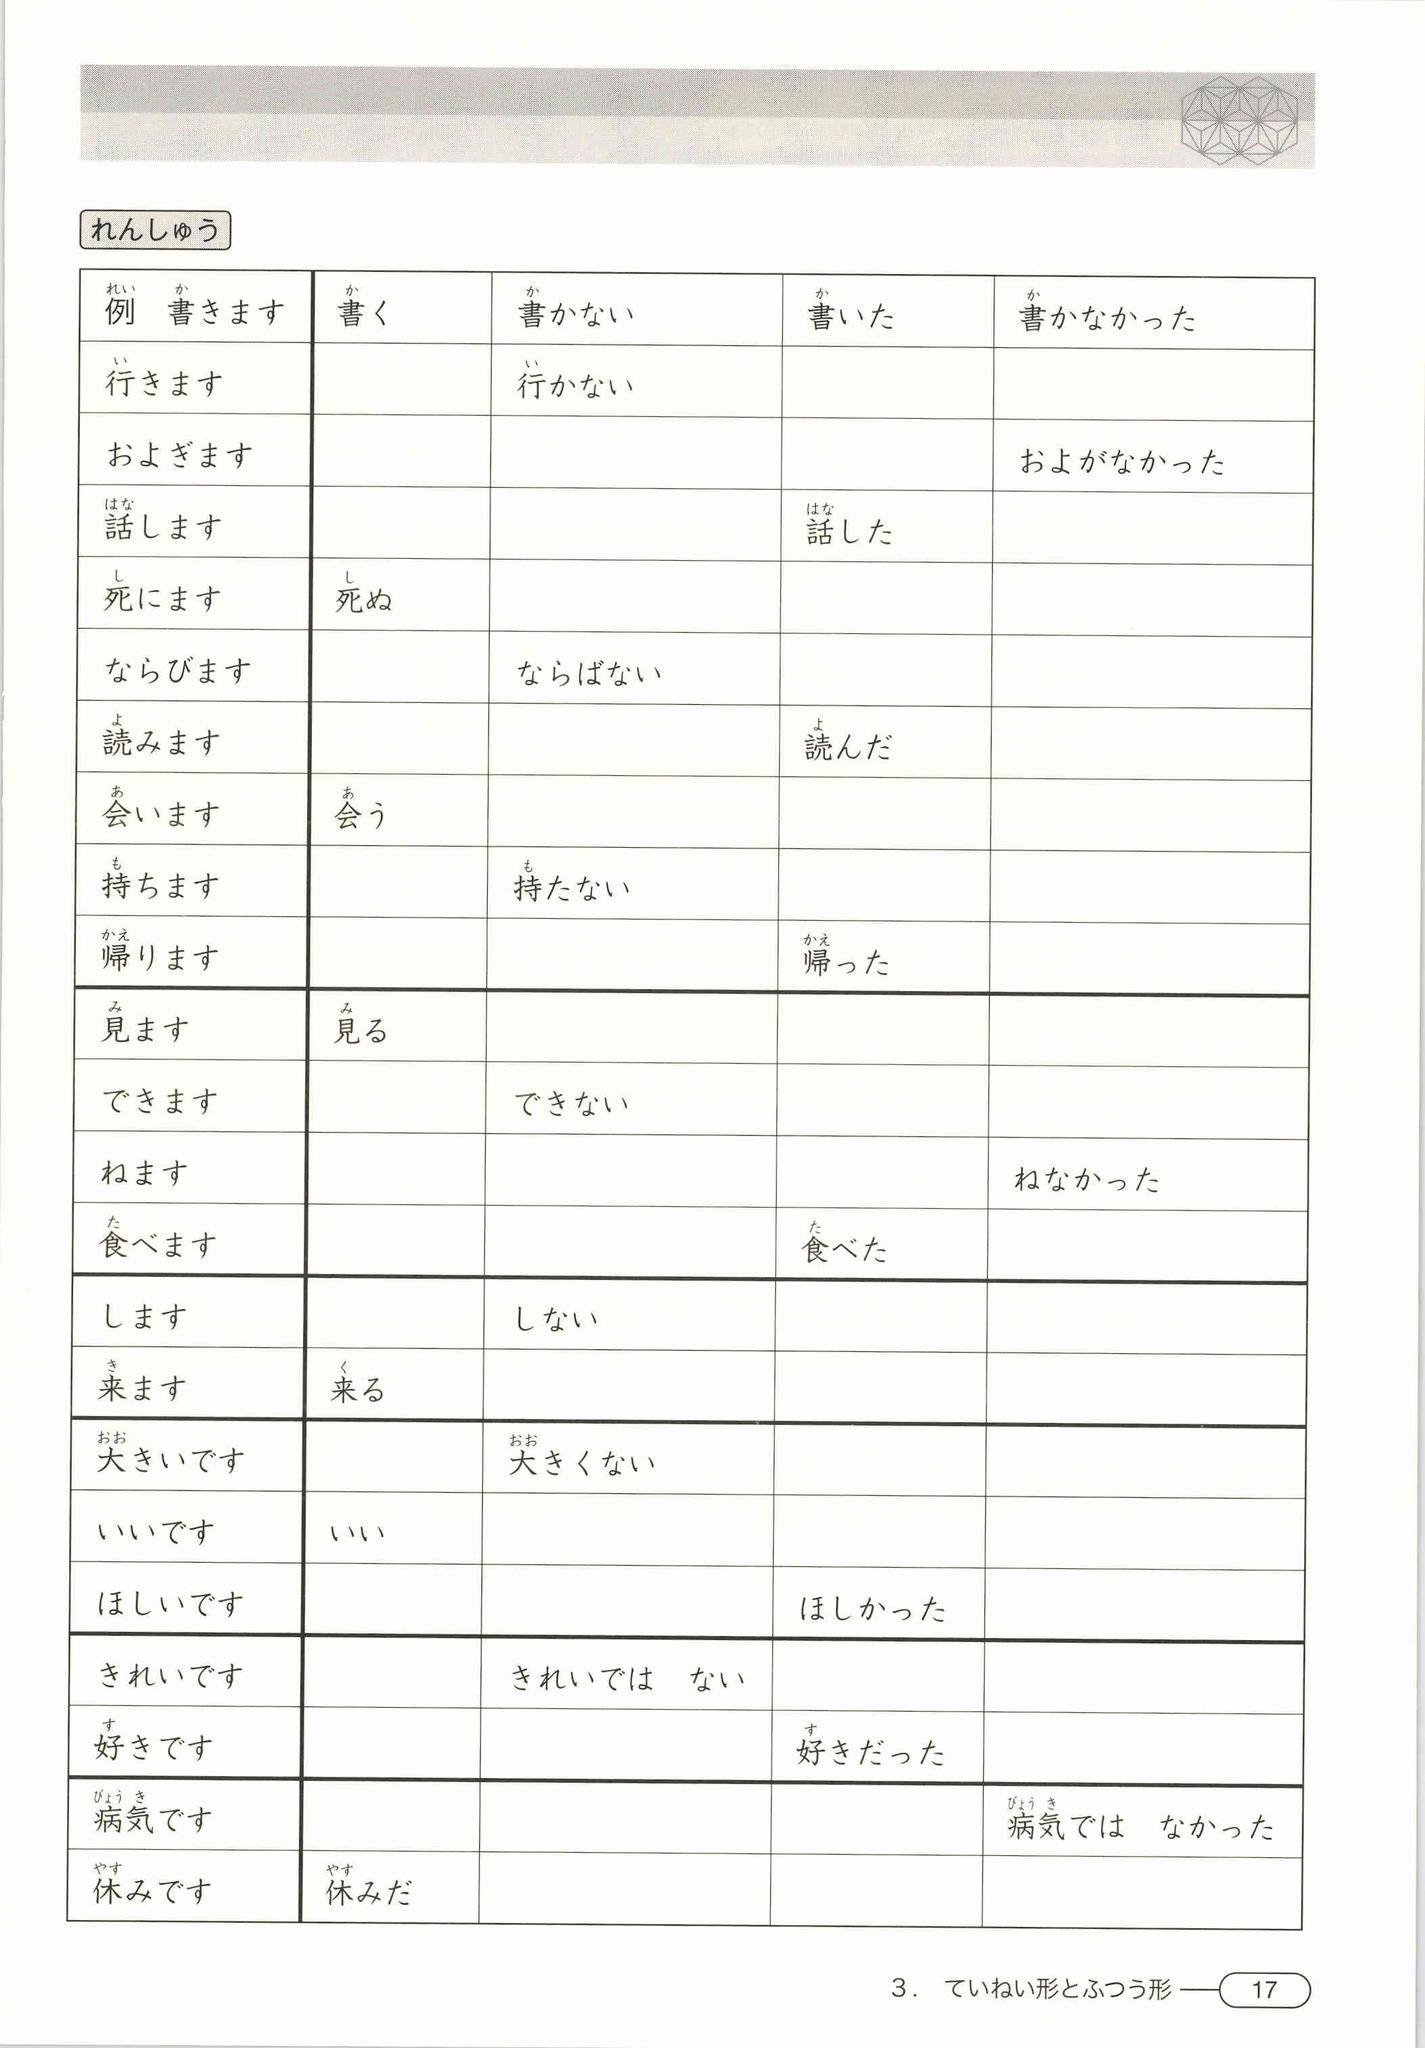 れんしゅう
例　書きます　書く　書かない　書いた　書かなかった
行きます　行かない
およぎます　およがなかった
話します　話した
死にます　死ぬ
ならびます　ならばない
読みます　読んだ
会います　会う
持ちます　持たない
帰ります　帰った
見ます　見る
できます　できない
ねます　ねなかった
食べます　食べた
します　しない
来ます　来る
大きいです　大きくない
いいです　いい
ほしいです　ほしかった
きれいです　きれいでは　ない
好きです　好きだった
病気です　病気では　なかった
休みです　休みだ
3．　ていねい形とふつう形　17